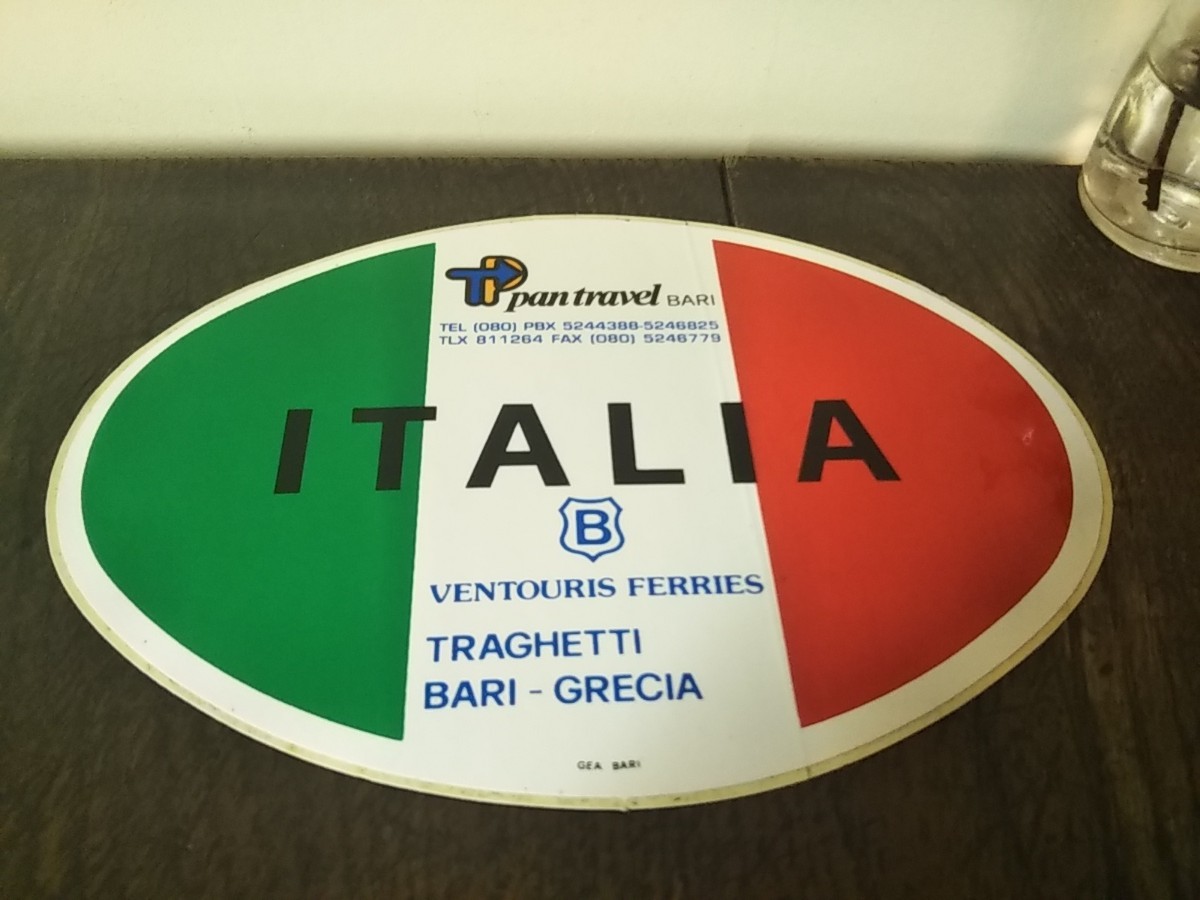 pan travel BARI
TEL (080) PBX 5244388-5246825
TLX 811264 FAX (080) 5246779
ITALIA
B
VENTOURIS FERRIES
TRAGHETTI
BARI - GRECIA
GEA BARI